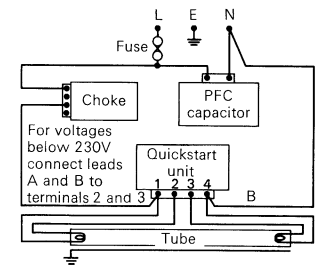 L E N
Fuse
Choke
PFC
capacitor
For voltages
below 230V
connect leads
A and B to
terminals 2 and 3
Quickstart
unit
1 2 3 4
B
Tube